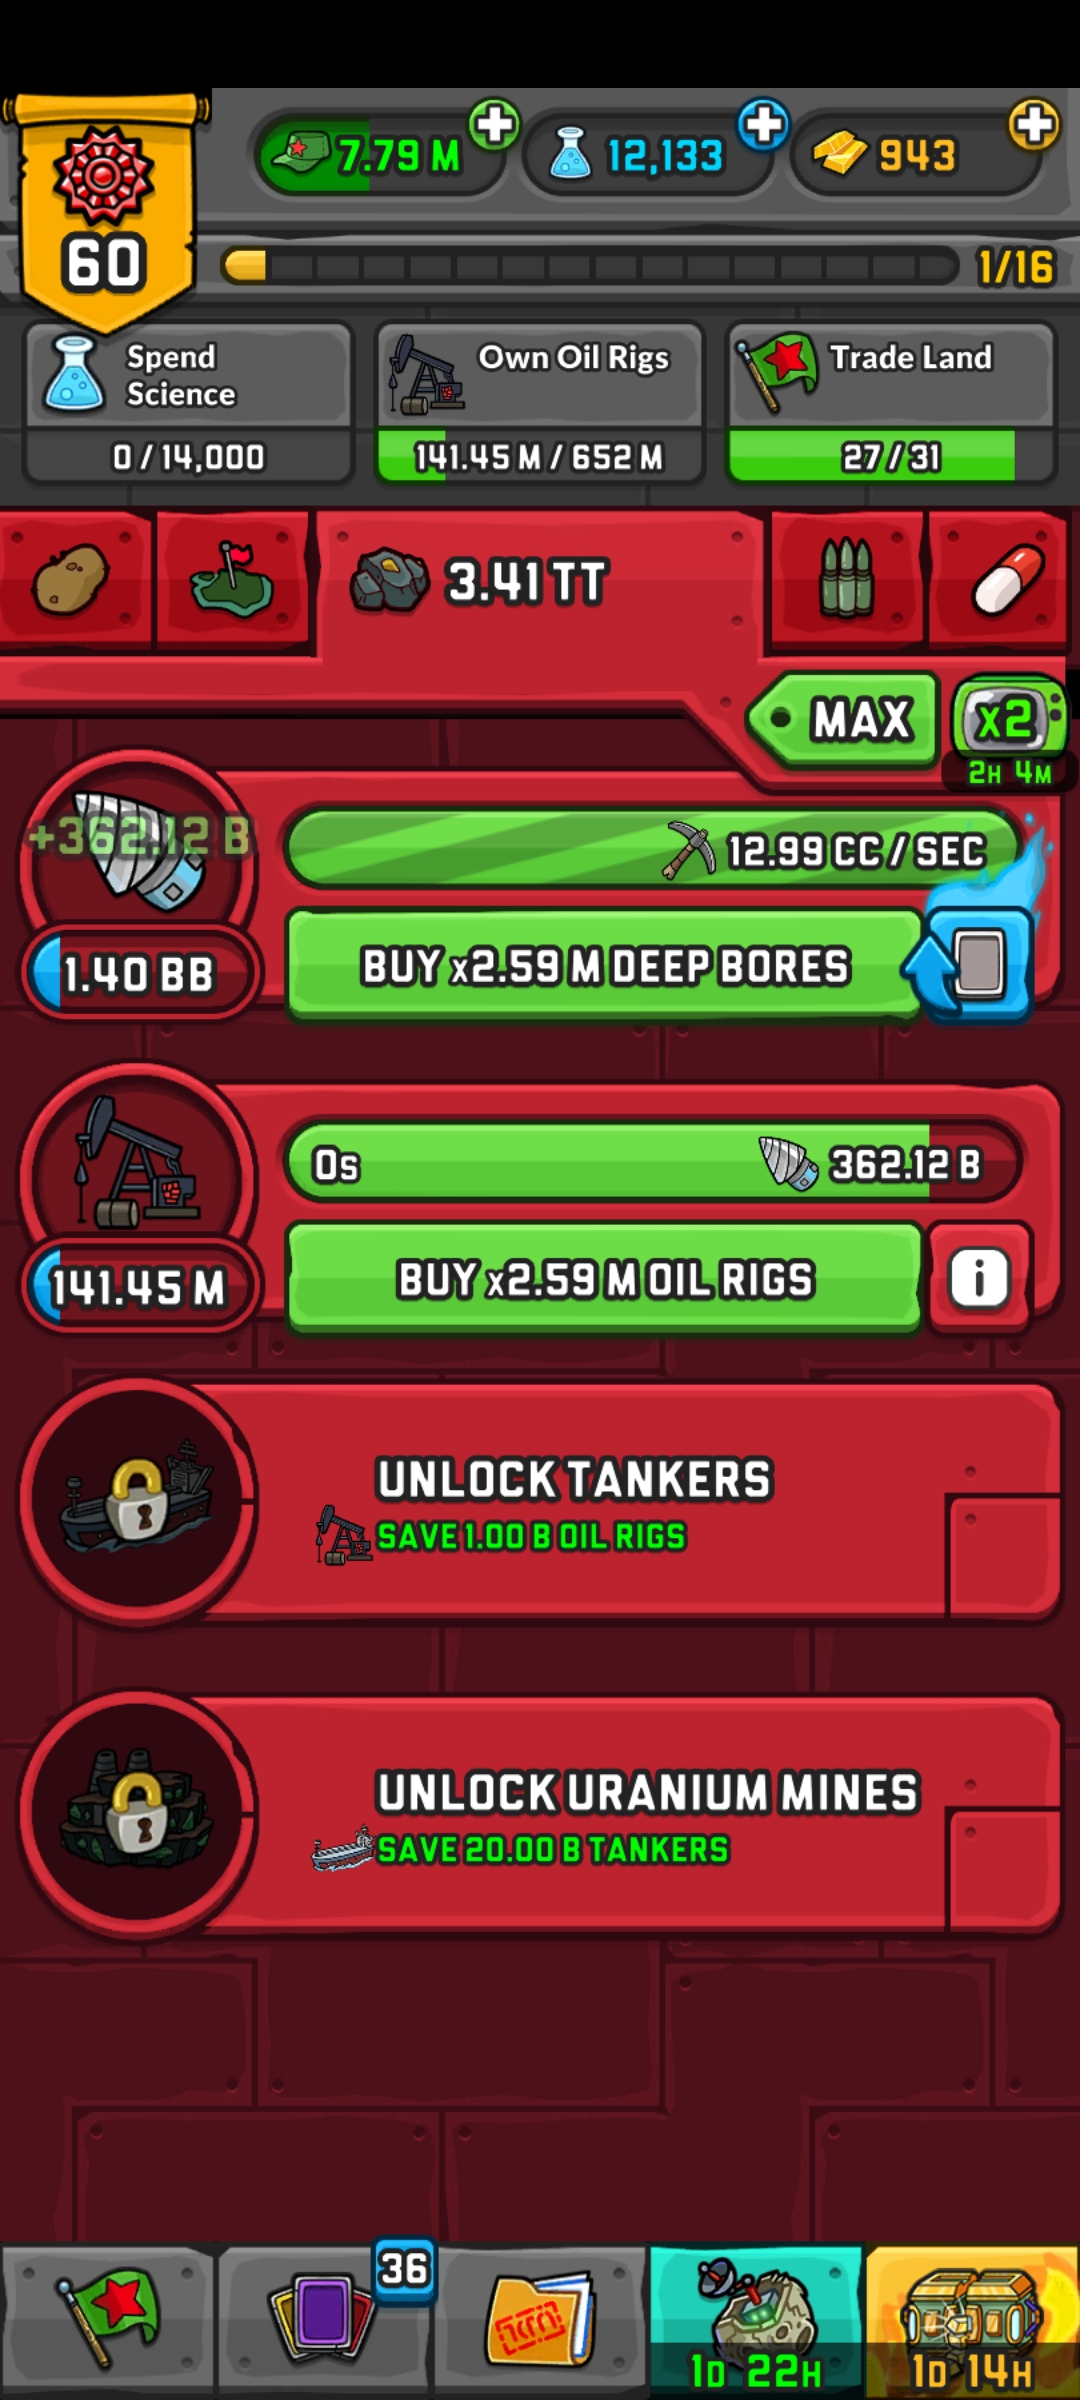 60
7.79 M
12,133
943
1/16
Spend
Science
0 / 14,000
Own Oil Rigs
141.45 M / 652 M
Trade Land
27 / 31
3.41 TT
MAX
x2
2H 4M
+362.12 B
12.99 CC / SEC
1.40 BB
BUY x2.59 M DEEP BORES
0s
362.12 B
141.45 M
BUY x2.59 M OIL RIGS
i
UNLOCK TANKERS
SAVE 1.00 B OIL RIGS
UNLOCK URANIUM MINES
SAVE 20.00 B TANKERS
36
1D 22H
1D 14H